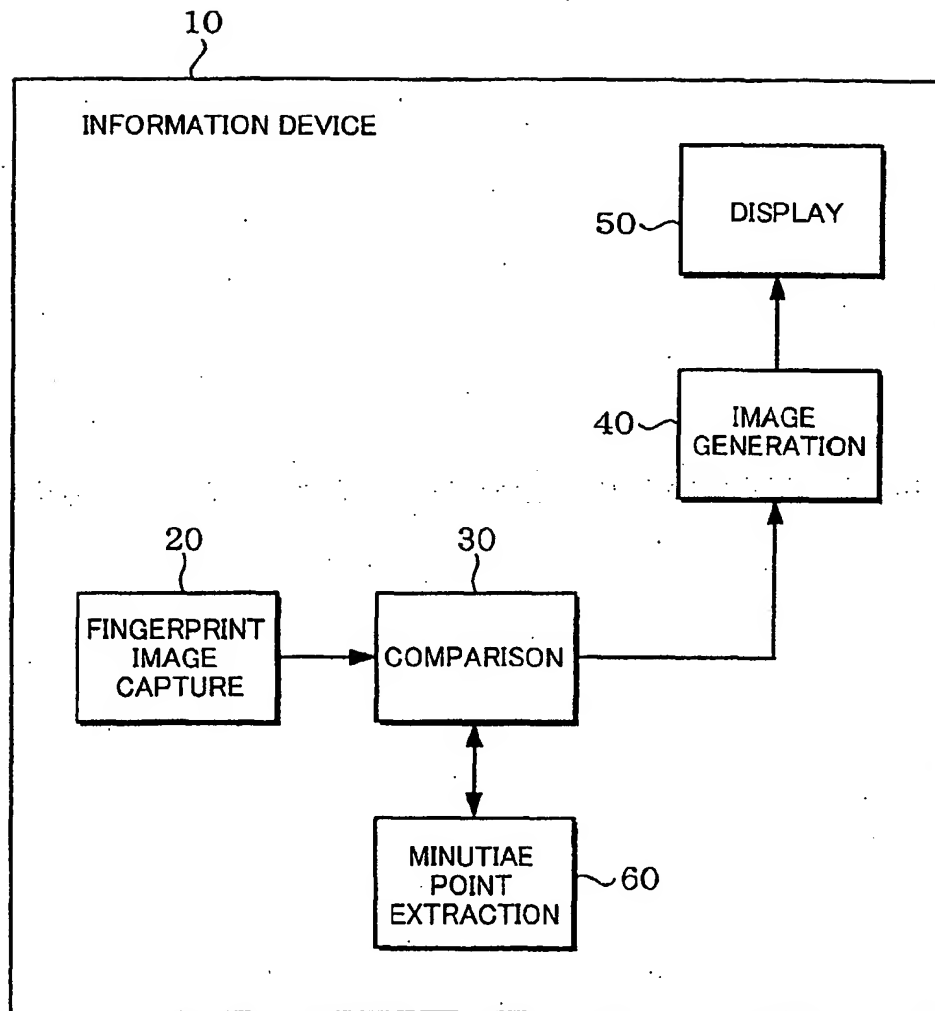 10
INFORMATION DEVICE
50
DISPLAY
40
IMAGE
GENERATION
20
30
FINGERPRINT
IMAGE
CAPTURE
COMPARISON
MINUTIAE
POINT
EXTRACTION
60